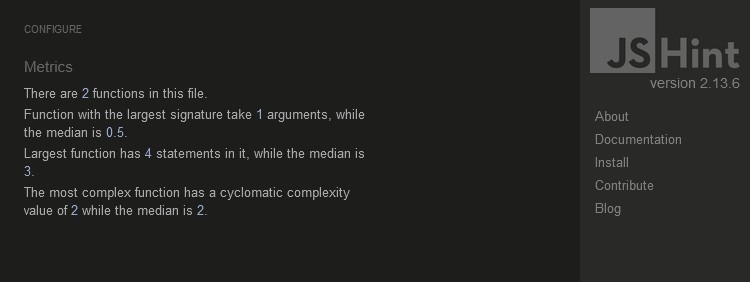 CONFIGURE
Metrics
There are 2 functions in this file.
Function with the largest signature take 1 arguments, while
the median is 0.5.
Largest function has 4 statements in it, while the median is
3.
The most complex function has a cyclomatic complexity
value of 2 while the median is 2.
JSHint
version 2.13.6
About
Documentation
Install
Contribute
Blog